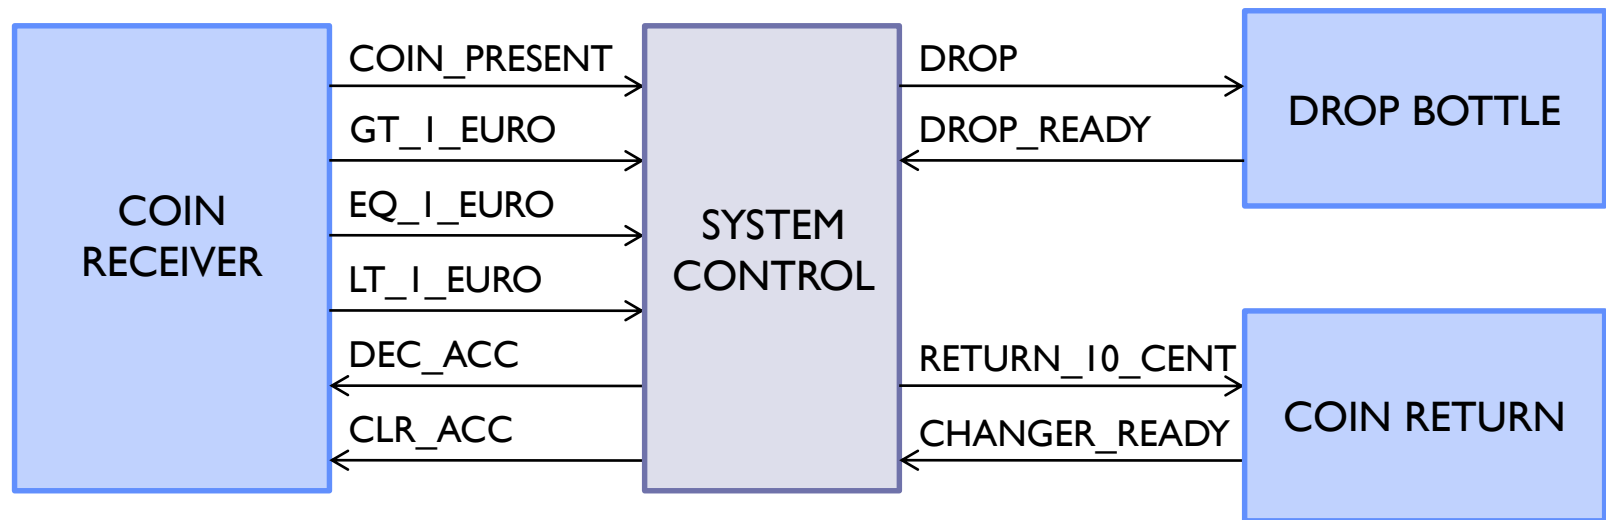 COIN
RECEIVER
COIN_PRESENT
GT_1_EURO
EQ_1_EURO
LT_1_EURO
DEC_ACC
CLR_ACC
SYSTEM
CONTROL
DROP
DROP_READY
RETURN_10_CENT
CHANGER_READY
DROP BOTTLE
COIN RETURN